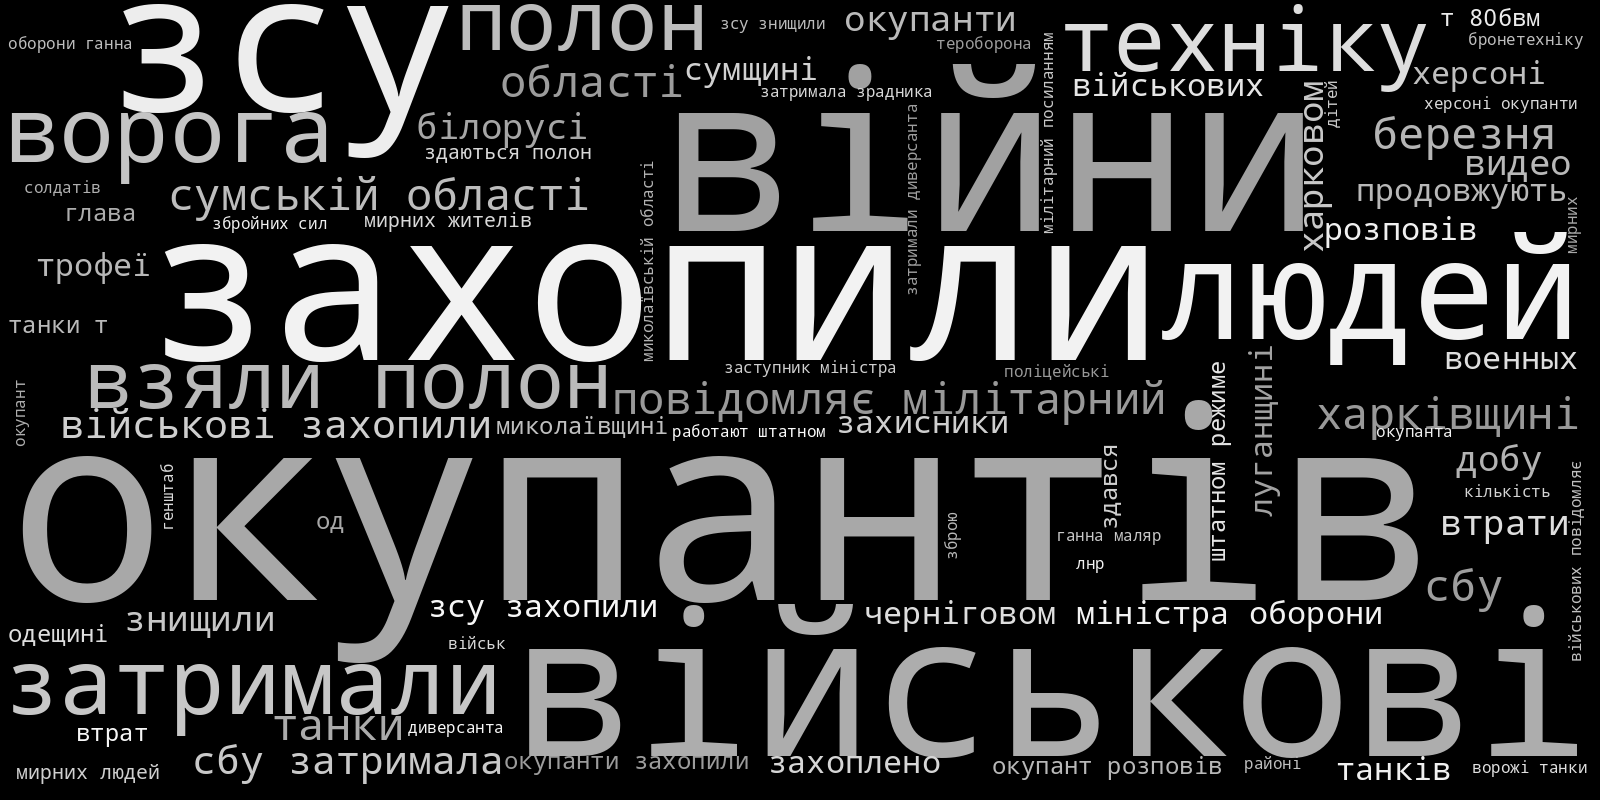 зсу
полон
зсу знищили
окупанти
техніку
т 80бвм
оборони ганна
тероборона
бронетехніку
області
сумщині
затримала зрадника
військових
херсоні
херсоні окупанти
ворога
білорусі
здаються полон
війни
затримали диверсанта
мілітарний посиланням
харковом
дітей
березня
видео
солдатів
глава
сумській області
збройних сил
мирних жителів
миколаївській області
продовжують
мирних
розповів
трофеї
захопили
людей
танки т
военных
взяли полон
заступник міністра
поліцейські
повідомляє мілітарний
штатном режиме
луганщині
харківщині
окупанта
окупант
військові захопили
миколаївщині
работают штатном
захисники
окупантів
генштаб
од
зброю
здався
ганна маляр
лнр
добу
кількість
втрати
військових повідомляє
сбу
одещині
знищили
зсу захопили
військ
черніговом
міністра оборони
затримали
військові
втрат
танки
диверсанта
мирних людей
сбу затримала
окупанти захопили
захоплено
окупант розповів
районі
танків
ворожі танки